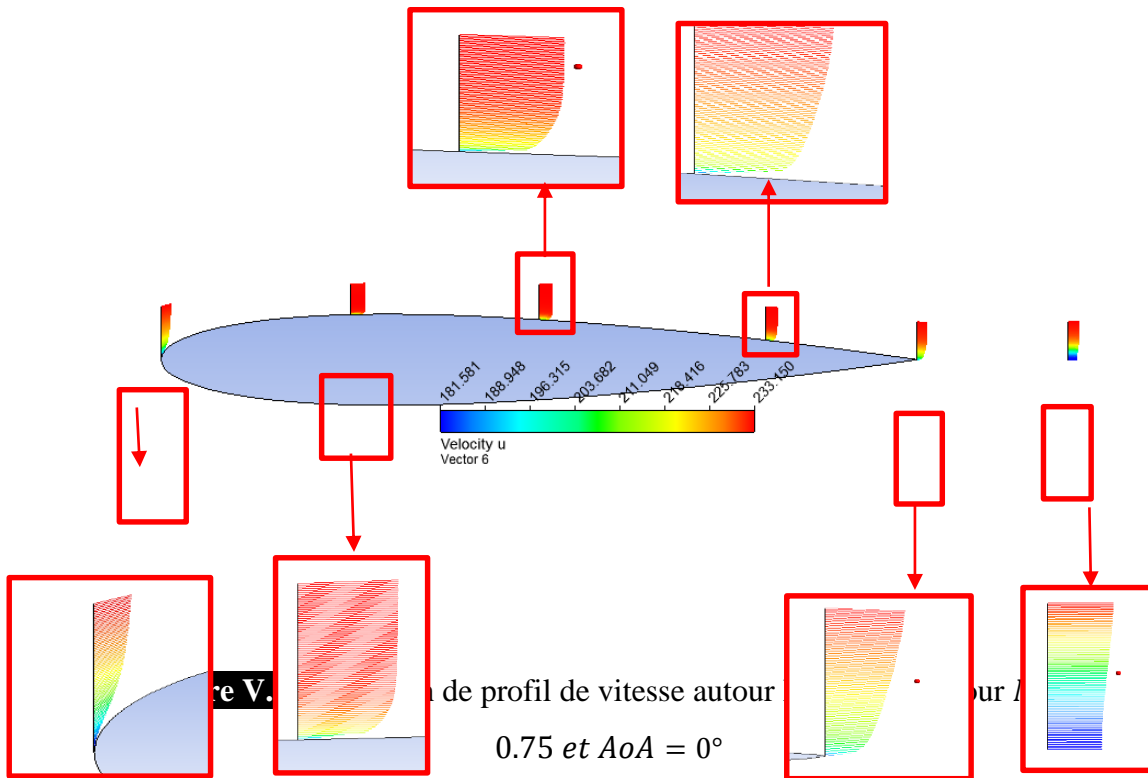 181.581
188.948
196.315
203.682
211.049
218.416
225.783
233.150
Velocity u
Vector 6
re V. de profil de vitesse autour our
0.75 et AoA = 0°